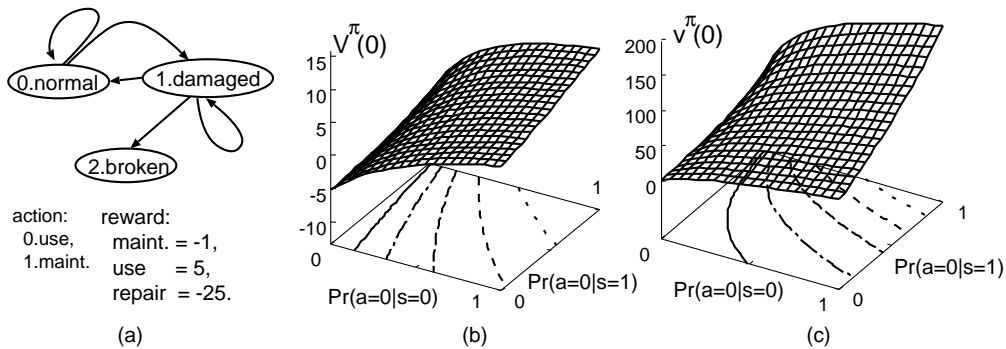 0.normal
1.damaged
2.broken
action:
0.use,
1.maint.
reward:
maint. = -1,
use = 5,
repair = -25.
(a)
V^π(0)
15
10
5
0
-5
-10
0
Pr(a=0|s=0)
1
0
Pr(a=0|s=1)
1
(b)
v^π(0)
200
150
100
50
0
0
Pr(a=0|s=0)
1
0
Pr(a=0|s=1)
1
(c)